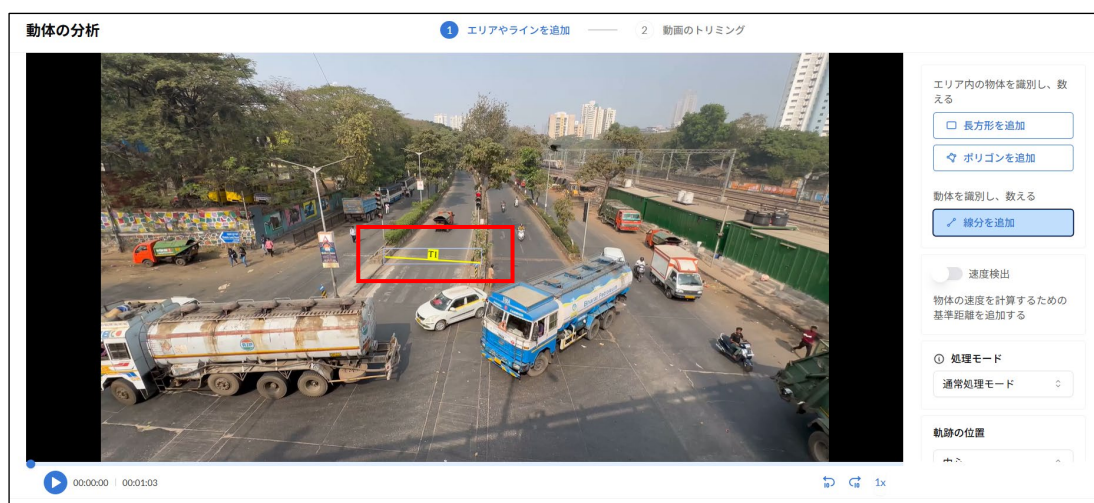 動体の分析
1 エリアやラインを追加
2 動画のトリミング
エリア内の物体を識別し、数
える
長方形を追加
ポリゴンを追加
動体を識別し、数える
線分を追加
速度検出
物体の速度を計算するための
基準距離を追加する
処理モード
通常処理モード
軌跡の位置
中心
T1
00:00:00 00:01:03
10 10 1x